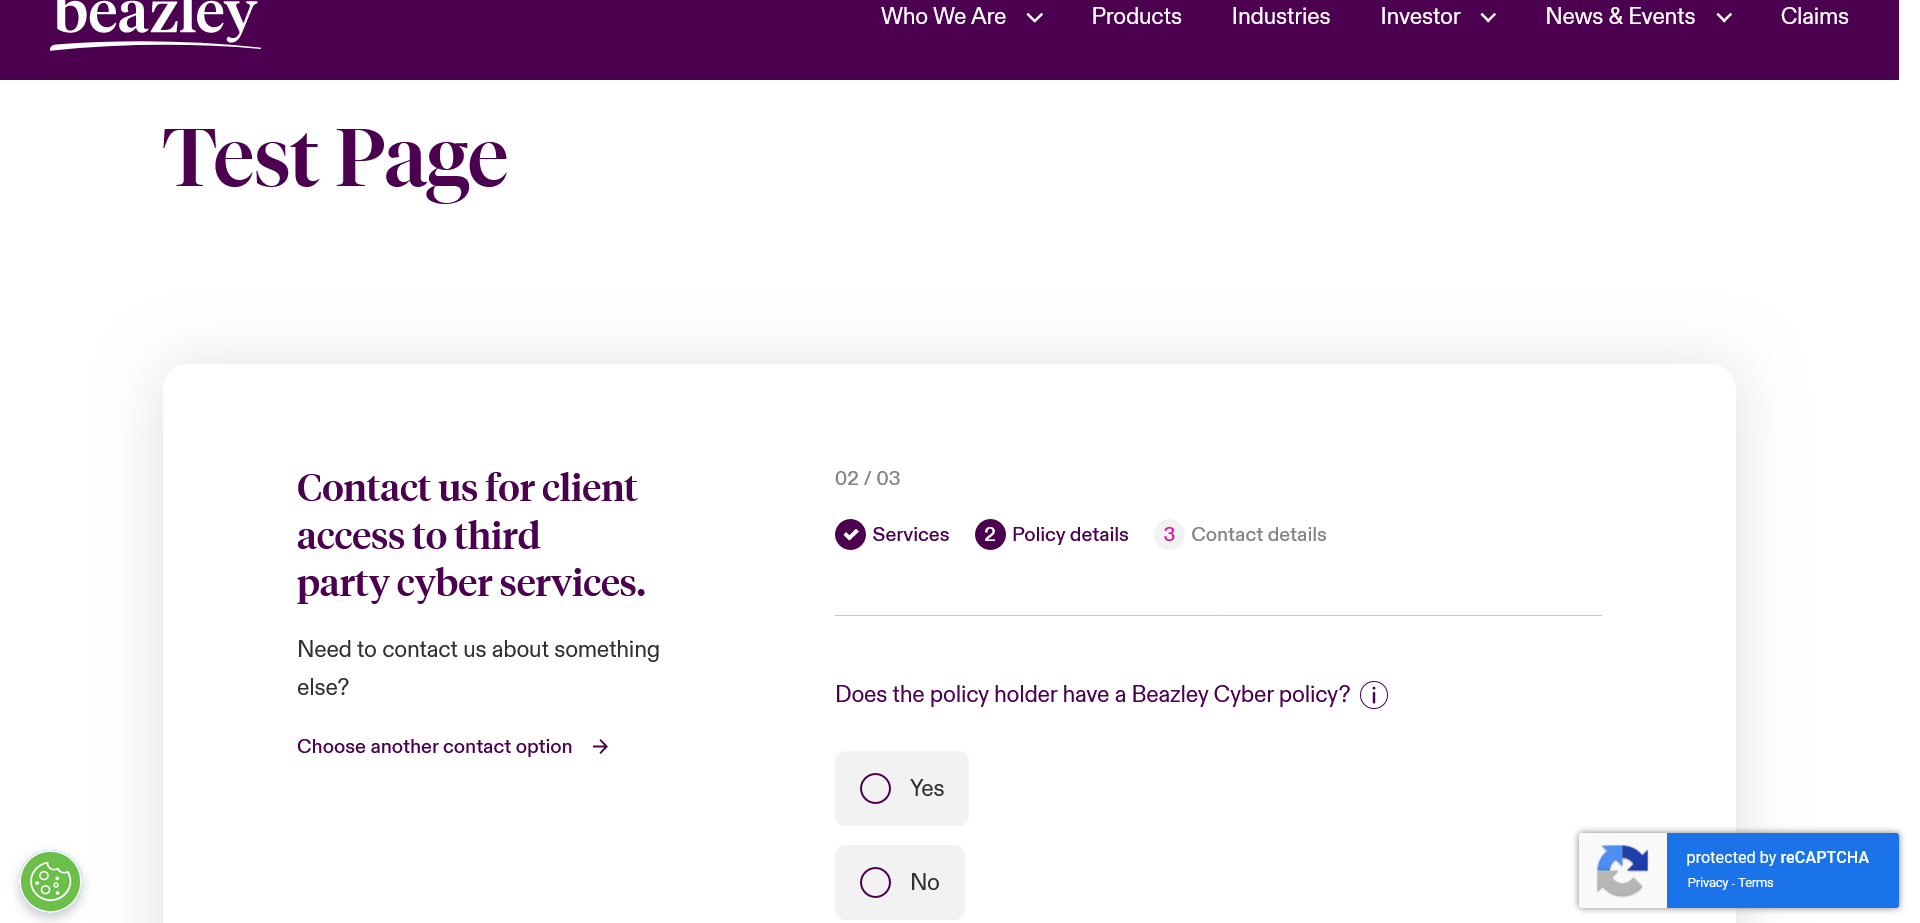 beazley
Who We Are
Products
Industries
Investor
News & Events
Claims
Test Page
Contact us for client
access to third
party cyber services.
Need to contact us about something
else?
Choose another contact option
02 / 03
Services
2 Policy details
3 Contact details
Does the policy holder have a Beazley Cyber policy?
Yes
No
protected by reCAPTCHA
Privacy - Terms